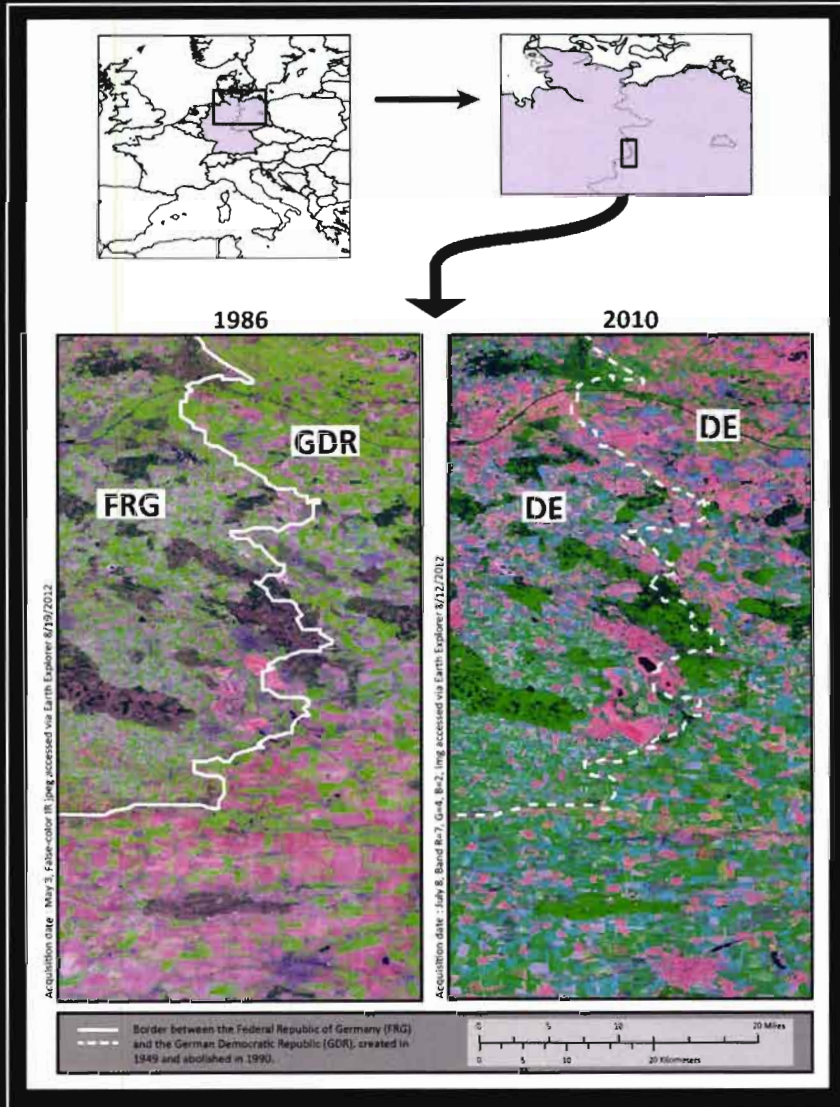 1986
2010
GDR
FRG
DE
DE
Acquisition date : May 3, False-color IR jpeg accessed via Earth Explorer 8/19/2012
Acquisition date : July 8, Band R=7, G=4, B=2, Img accessed via Earth Explorer 8/12/2012
Border between the Federal Republic of Germany (FRG)
and the German Democratic Republic (GDR), created in
1949 and abolished in 1990.
0 5 10 20 Miles
0 5 10 20 Kilometers